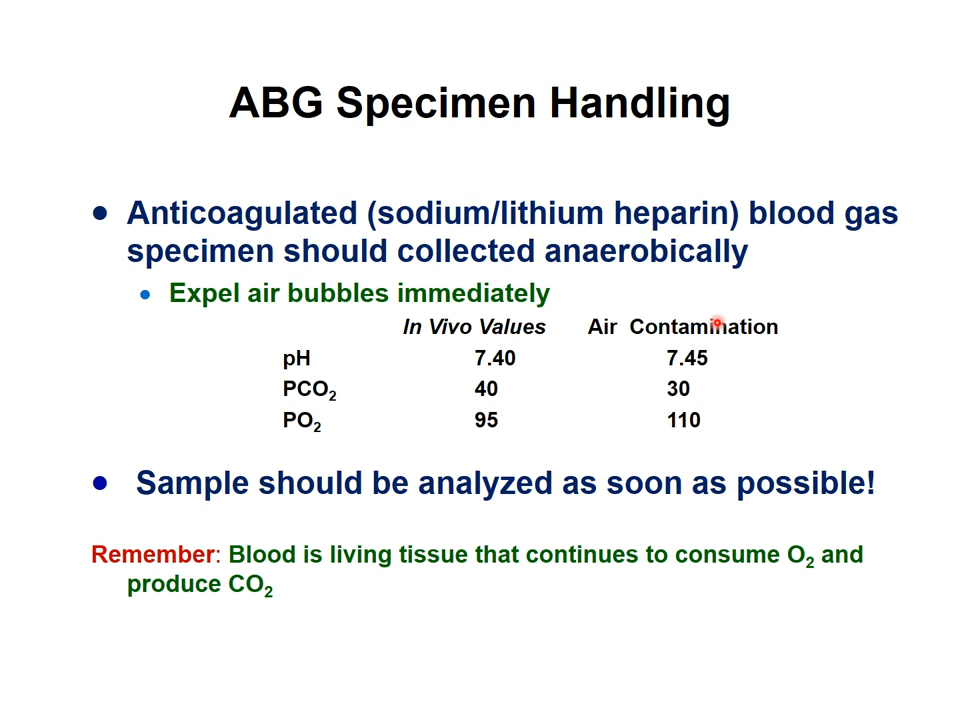 ABG Specimen Handling
• Anticoagulated (sodium/lithium heparin) blood gas
specimen should collected anaerobically
• Expel air bubbles immediately
In Vivo Values Air Contamination
pH 7.40 7.45
PCO₂ 40 30
PO₂ 95 110
• Sample should be analyzed as soon as possible!
Remember: Blood is living tissue that continues to consume O₂ and
produce CO₂